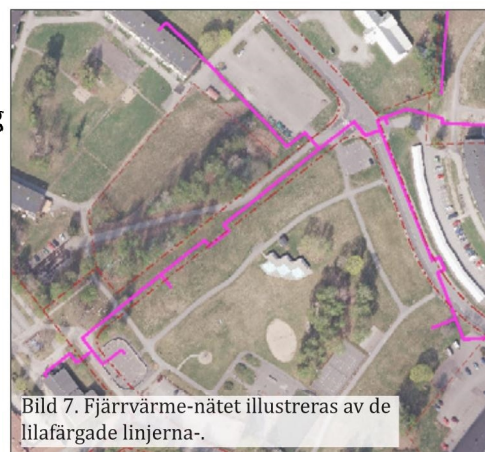 g
Bild 7. Fjärrvärme-nätet illustreras av de
lilafärgade linjerna-.